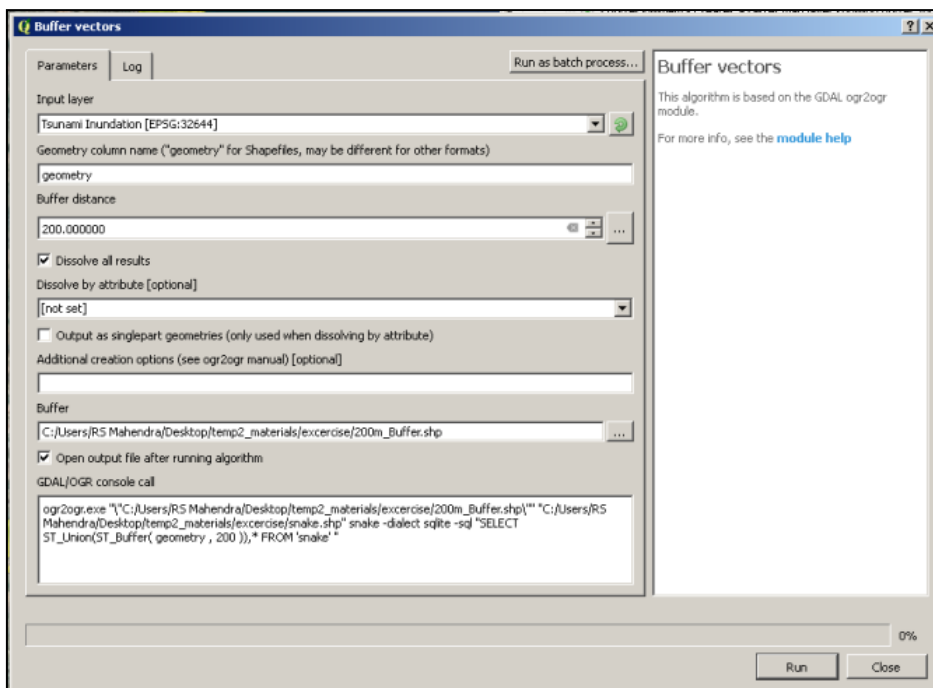 Buffer vectors
Parameters
Log
Run as batch process...
Input layer
Tsunami Inundation [EPSG:32644]
Geometry column name ("geometry" for Shapefiles, may be different for other formats)
geometry
Buffer distance
200.000000
...
Dissolve all results
Dissolve by attribute [optional]
[not set]
Output as singlepart geometries (only used when dissolving by attribute)
Additional creation options (see ogr2ogr manual) [optional]
Buffer
C:/Users/RS Mahendra/Desktop/temp2_materials/excercise/200m_Buffer.shp
...
Open output file after running algorithm
GDAL/OGR console call
ogr2ogr.exe "\"C:/Users/RS Mahendra/Desktop/temp2_materials/excercise/200m_Buffer.shp\"" "C:/Users/RS
Mahendra/Desktop/temp2_materials/excercise/snake.shp" snake -dialect sqlite -sql "SELECT
ST_Union(ST_Buffer( geometry , 200 )),* FROM 'snake' "
Buffer vectors
This algorithm is based on the GDAL ogr2ogr
module.
For more info, see the module help
0%
Run
Close